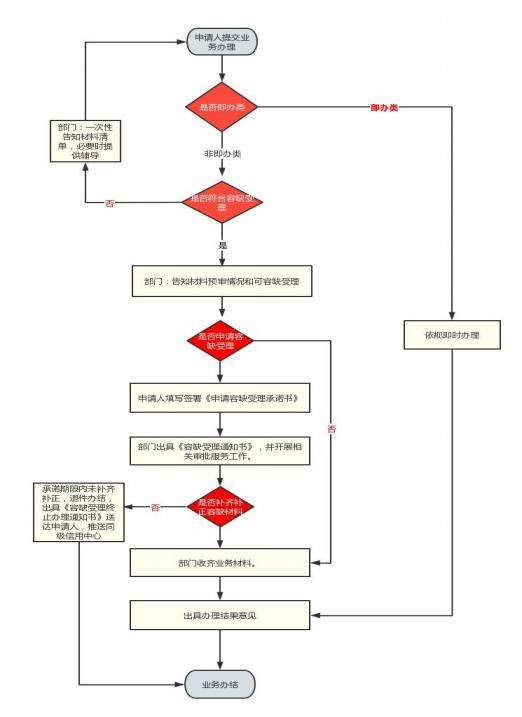 申请人提交业
务办理
是否即办类
即办类
部门：一次性
告知材料清
单，必要时提
供辅导
非即办类
是否符合容缺受
理
否
是
部门：告知材料预审情况和可容缺受理
是否申请容
缺受理
依规即时办理
申请人填写签署《申请容缺受理承诺书》
否
部门出具《容缺受理通知书》，并开展相
关审批服务工作。
承诺期限内未补齐
补正，退件办结，
出具《容缺受理终
止办理通知书》送
达申请人，推送同
级信用中心
否
是否补齐补
正容缺材料
部门收齐业务材料。
出具办理结果意见
业务办结